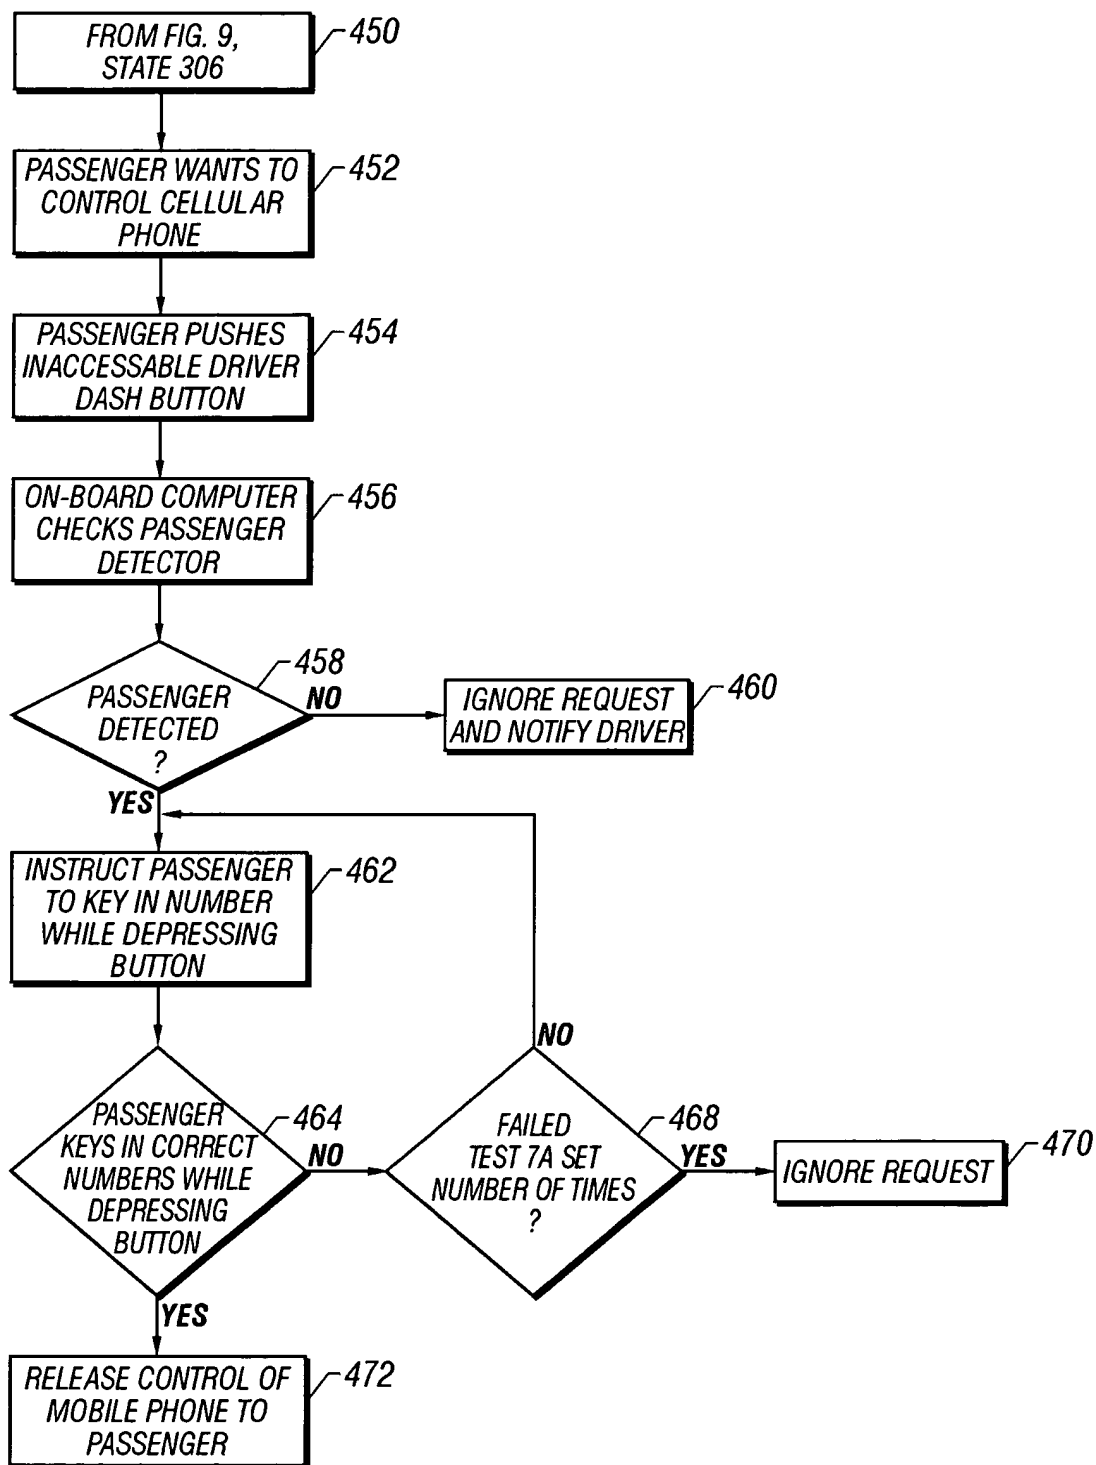 FROM FIG. 9,
STATE 306
450
PASSENGER WANTS TO
CONTROL CELLULAR
PHONE
452
PASSENGER PUSHES
INACCESSABLE DRIVER
DASH BUTTON
454
ON-BOARD COMPUTER
CHECKS PASSENGER
DETECTOR
456
PASSENGER
DETECTED
?
458
NO
IGNORE REQUEST
AND NOTIFY DRIVER
460
YES
INSTRUCT PASSENGER
TO KEY IN NUMBER
WHILE DEPRESSING
BUTTON
462
PASSENGER
KEYS IN CORRECT
NUMBERS WHILE
DEPRESSING
BUTTON
464
NO
FAILED
TEST 7A SET
NUMBER OF TIMES
?
468
NO
YES
IGNORE REQUEST
470
YES
RELEASE CONTROL OF
MOBILE PHONE TO
PASSENGER
472